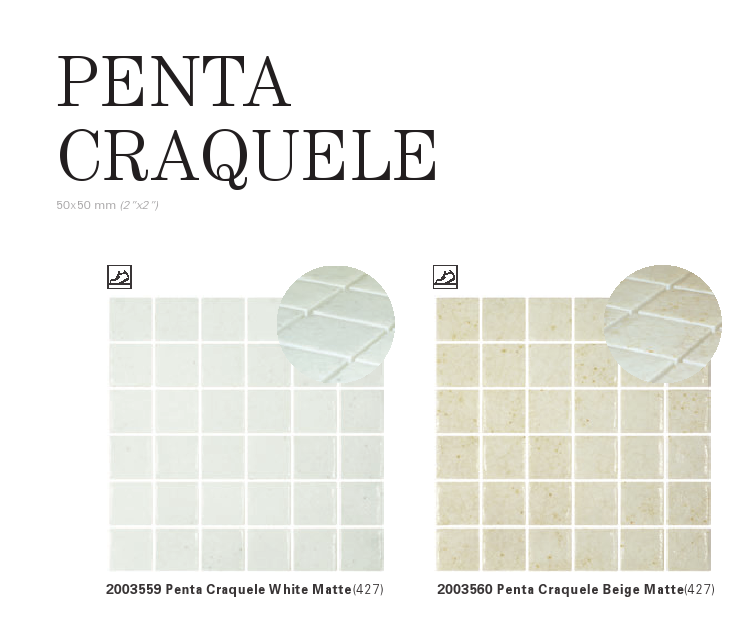 PENTA
CRAQUELE
50x50 mm (2"x2")
2003559 Penta Craquele White Matte(427)
2003560 Penta Craquele Beige Matte(427)